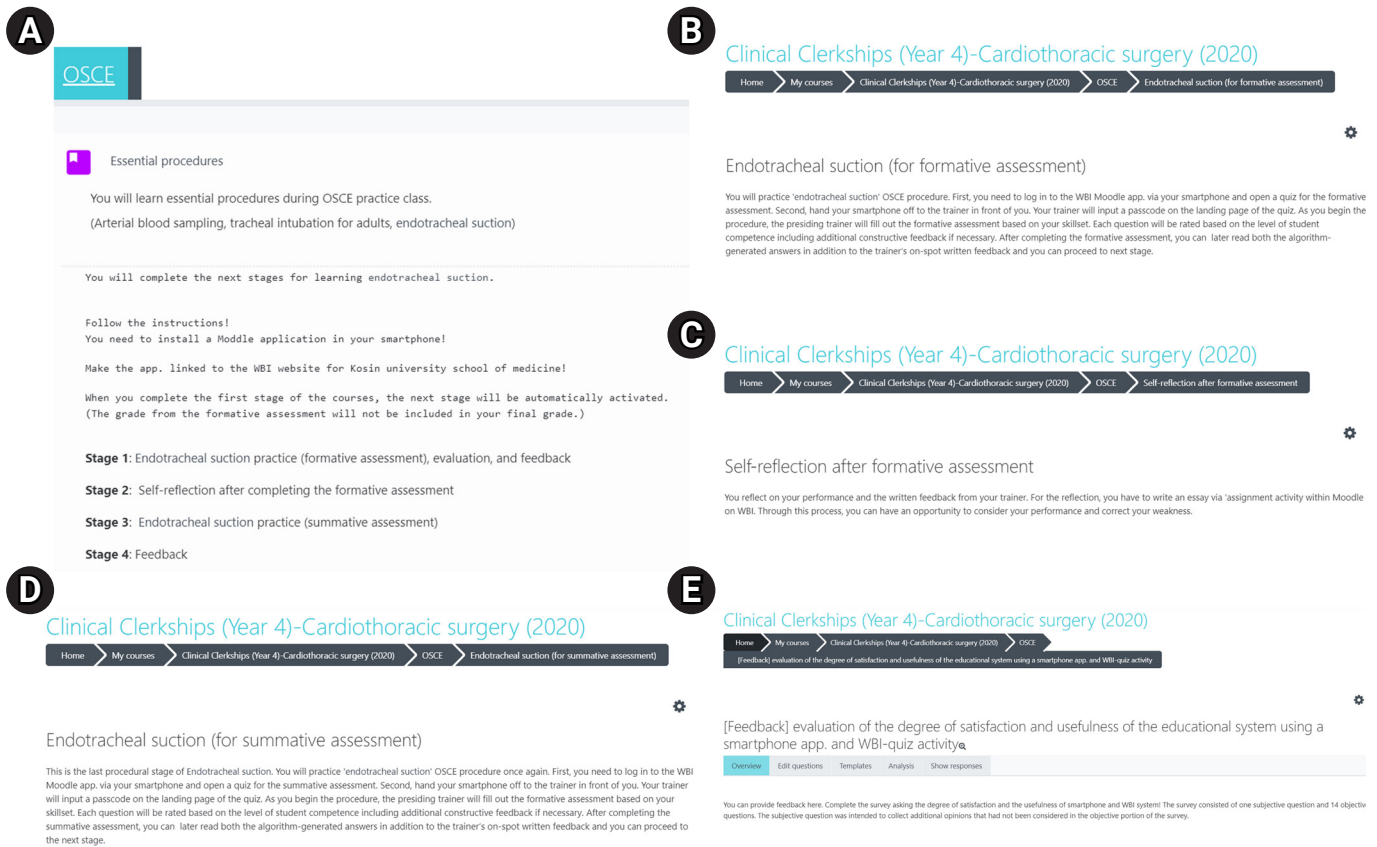 A
OSCE
Essential procedures
You will learn essential procedures during OSCE practice class.
(Arterial blood sampling, tracheal intubation for adults, endotracheal suction)
You will complete the next stages for learning endotracheal suction.
Follow the instructions!
You need to install a Moddle application in your smartphone!
Make the app. linked to the WBI website for Kosin university school of medicine!
When you complete the first stage of the courses, the next stage will be automatically activated.
(The grade from the formative assessment will not be included in your final grade.)
Stage 1: Endotracheal suction practice (formative assessment), evaluation, and feedback
Stage 2: Self-reflection after completing the formative assessment
Stage 3: Endotracheal suction practice (summative assessment)
Stage 4: Feedback
B
Clinical Clerkships (Year 4)-Cardiothoracic surgery (2020)
Home My courses Clinical Clerkships (Year 4)-Cardiothoracic surgery (2020) OSCE Endotracheal suction (for formative assessment)
Endotracheal suction (for formative assessment)
You will practice 'endotracheal suction' OSCE procedure. First, you need to log in to the WBI Moodle app. via your smartphone and open a quiz for the formative
assessment. Second, hand your smartphone off to the trainer in front of you. Your trainer will input a passcode on the landing page of the quiz. As you begin the
procedure, the presiding trainer will fill out the formative assessment based on your skillset. Each question will be rated based on the level of student
competence including additional constructive feedback if necessary. After completing the formative assessment, you can later read both the algorithm-
generated answers in addition to the trainer's on-spot written feedback and you can proceed to next stage.
C
Clinical Clerkships (Year 4)-Cardiothoracic surgery (2020)
Home My courses Clinical Clerkships (Year 4)-Cardiothoracic surgery (2020) OSCE Self-reflection after formative assessment
Self-reflection after formative assessment
You reflect on your performance and the written feedback from your trainer. For the reflection, you have to write an essay via 'assignment activity within Moodle
on WBI. Through this process, you can have an opportunity to consider your performance and correct your weakness.
D
Clinical Clerkships (Year 4)-Cardiothoracic surgery (2020)
Home My courses Clinical Clerkships (Year 4)-Cardiothoracic surgery (2020) OSCE Endotracheal suction (for summative assessment)
Endotracheal suction (for summative assessment)
This is the last procedural stage of Endotracheal suction. You will practice 'endotracheal suction' OSCE procedure once again. First, you need to log in to the WBI
Moodle app. via your smartphone and open a quiz for the summative assessment. Second, hand your smartphone off to the trainer in front of you. Your trainer
will input a passcode on the landing page of the quiz. As you begin the procedure, the presiding trainer will fill out the formative assessment based on your
skillset. Each question will be rated based on the level of student competence including additional constructive feedback if necessary. After completing the
summative assessment, you can later read both the algorithm-generated answers in addition to the trainer's on-spot written feedback and you can proceed to
the next stage.
E
Clinical Clerkships (Year 4)-Cardiothoracic surgery (2020)
Home My courses Clinical Clerkships (Year 4)-Cardiothoracic surgery (2020) OSCE
[Feedback] evaluation of the degree of satisfaction and usefulness of the educational system using a smartphone app. and WBI-quiz activity
[Feedback] evaluation of the degree of satisfaction and usefulness of the educational system using a
smartphone app. and WBI-quiz activity
Overview Edit questions Templates Analysis Show responses
You can provide feedback here. Complete the survey asking the degree of satisfaction and the usefulness of smartphone and WBI system! The survey consisted of one subjective question and 14 objectiv
questions. The subjective question was intended to collect additional opinions that had not been considered in the objective portion of the survey.